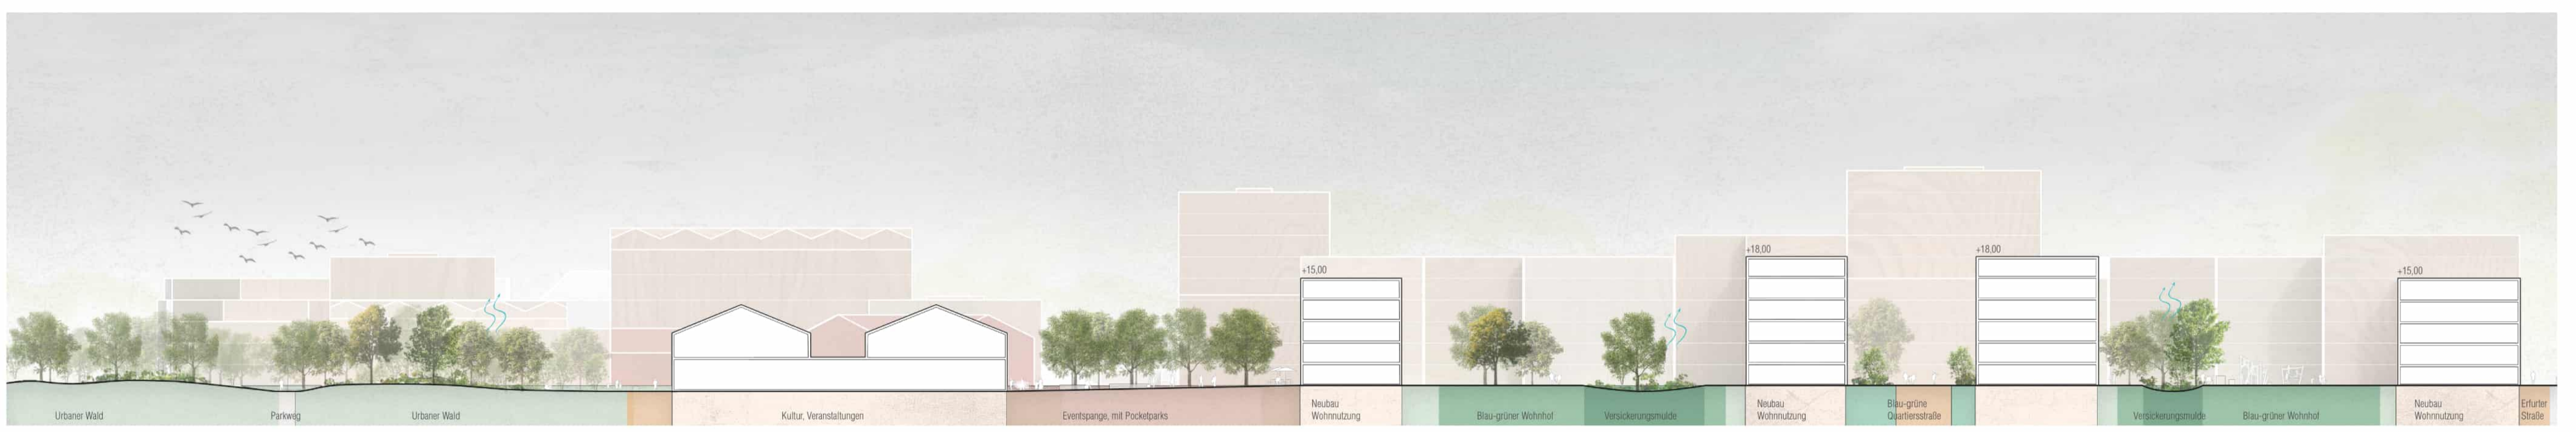 +15,00
+18,00
+18,00
+15,00
Urbaner Wald
Parkweg
Urbaner Wald
Kultur, Veranstaltungen
Eventspange, mit Pocketparks
Neubau
Wohnnutzung
Blau-grüner Wohnhof
Versickerungsmulde
Neubau
Wohnnutzung
Blau-grüne
Quartiersstraße
Versickerungsmulde
Blau-grüner Wohnhof
Neubau
Wohnnutzung
Erfurter
Straße